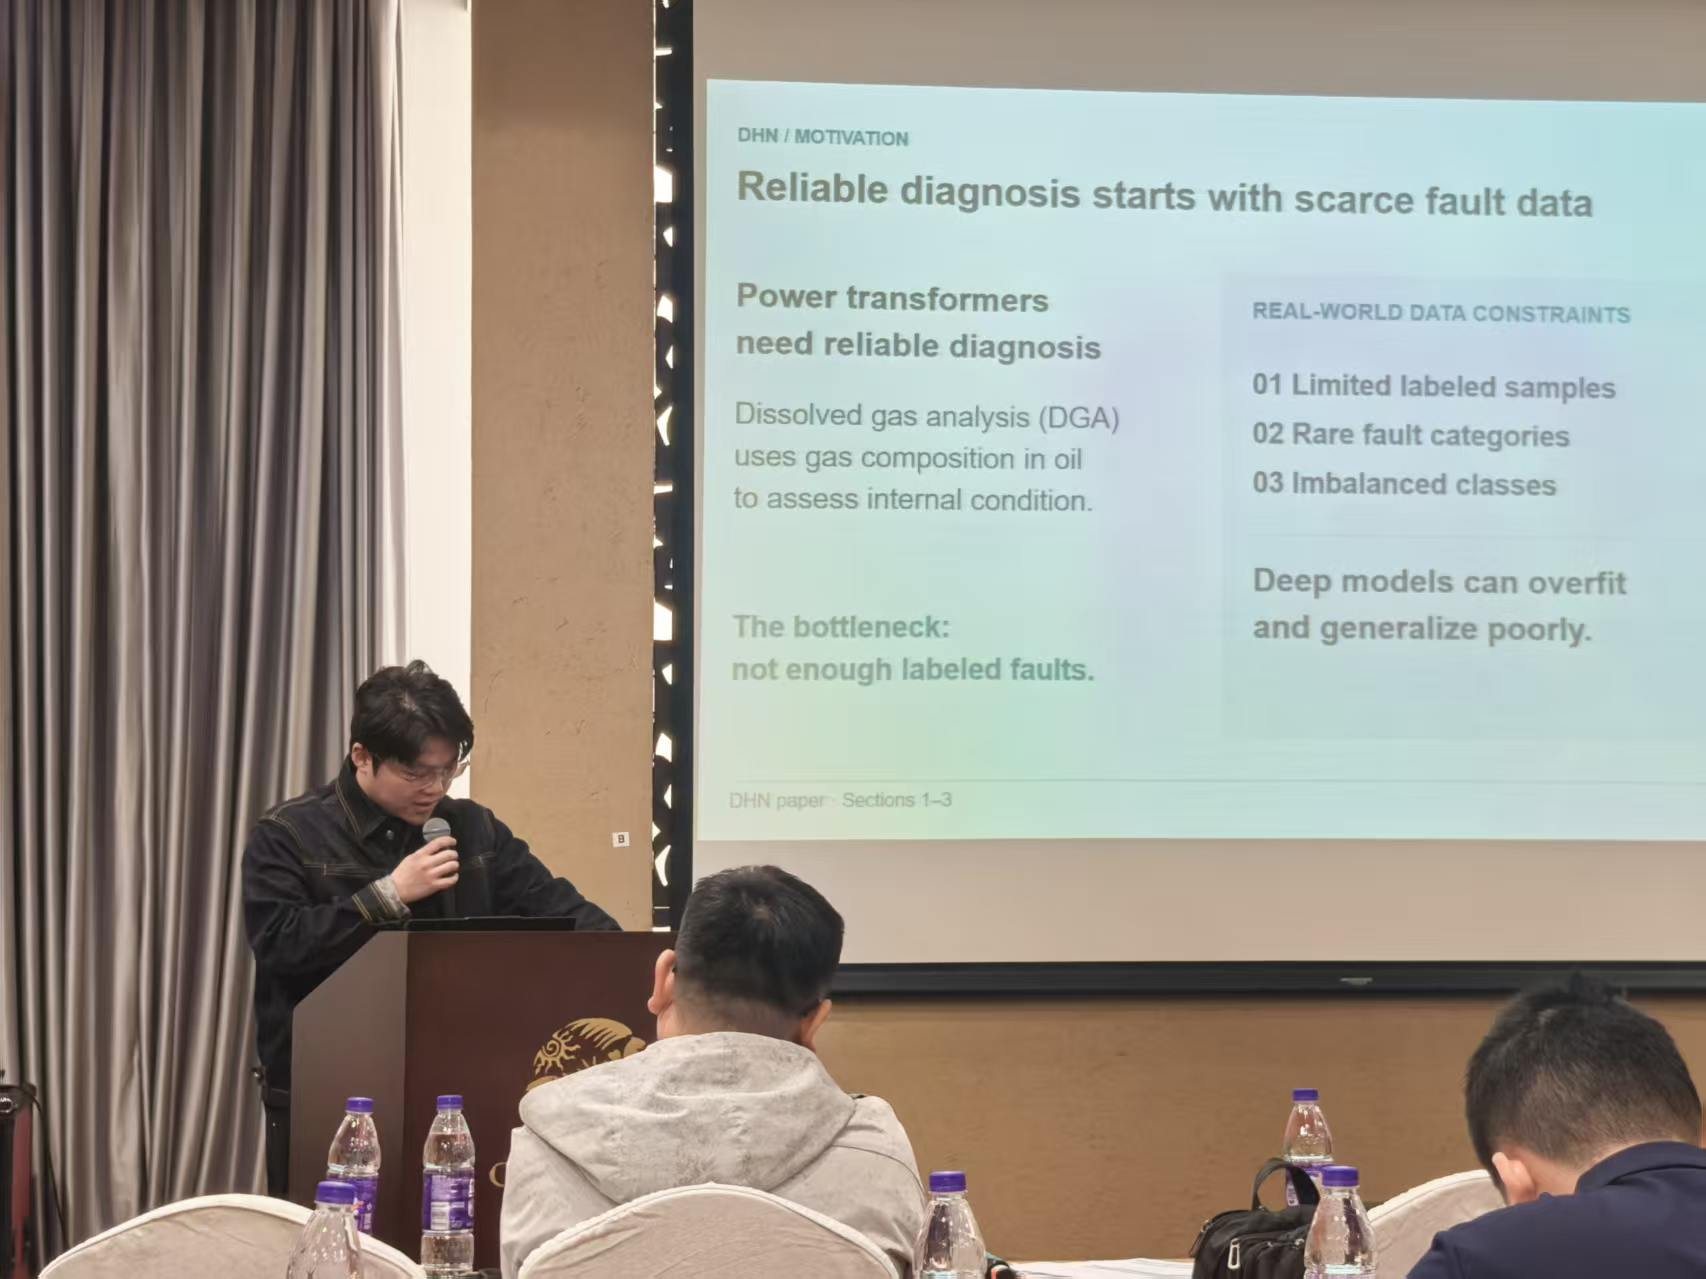 DHN / MOTIVATION
Reliable diagnosis starts with scarce fault data
Power transformers
need reliable diagnosis
Dissolved gas analysis (DGA)
uses gas composition in oil
to assess internal condition.
The bottleneck:
not enough labeled faults.
REAL-WORLD DATA CONSTRAINTS
01 Limited labeled samples
02 Rare fault categories
03 Imbalanced classes
Deep models can overfit
and generalize poorly.
DHN paper · Sections 1–3
B